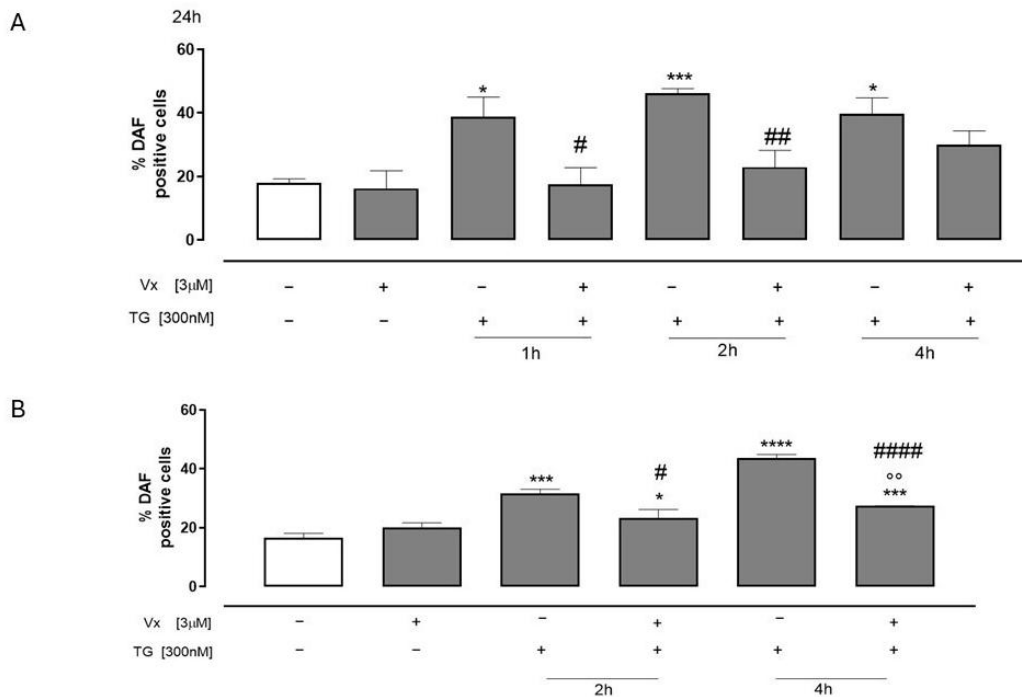 A
24h
60
40
20
0
% DAF
positive cells
*
#
***
##
*
Vx [3μM] − + − + − + − +
TG [300nM] − − + + + + + +
1h 2h 4h
B
60
40
20
0
% DAF
positive cells
***
#
*
****
####
°°
***
Vx [3μM] − + − + − +
TG [300nM] − − + + + +
2h 4h